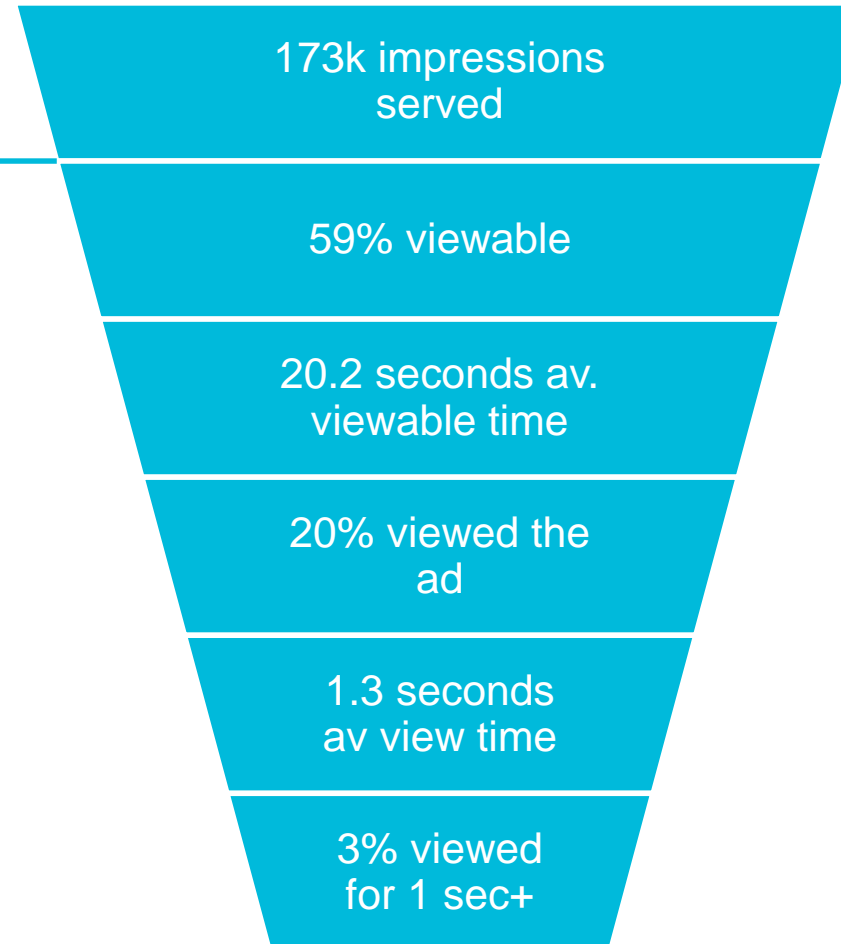 173k impressions
served
59% viewable
20.2 seconds av.
viewable time
20% viewed the
ad
1.3 seconds
av view time
3% viewed
for 1 sec+